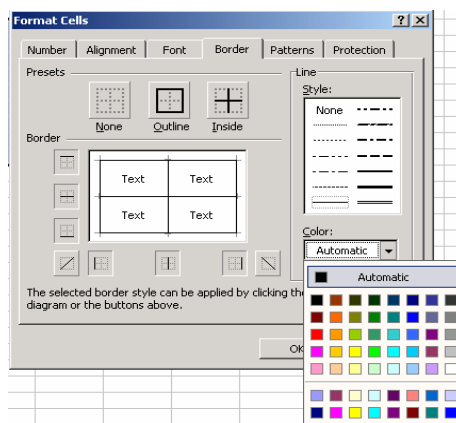 Format Cells
Number Alignment Font Border Patterns Protection
Presets
None Outline Inside
Border
Text Text
Text Text
Line
Style:
None
Color:
Automatic
Automatic
The selected border style can be applied by clicking the
diagram or the buttons above.
OK